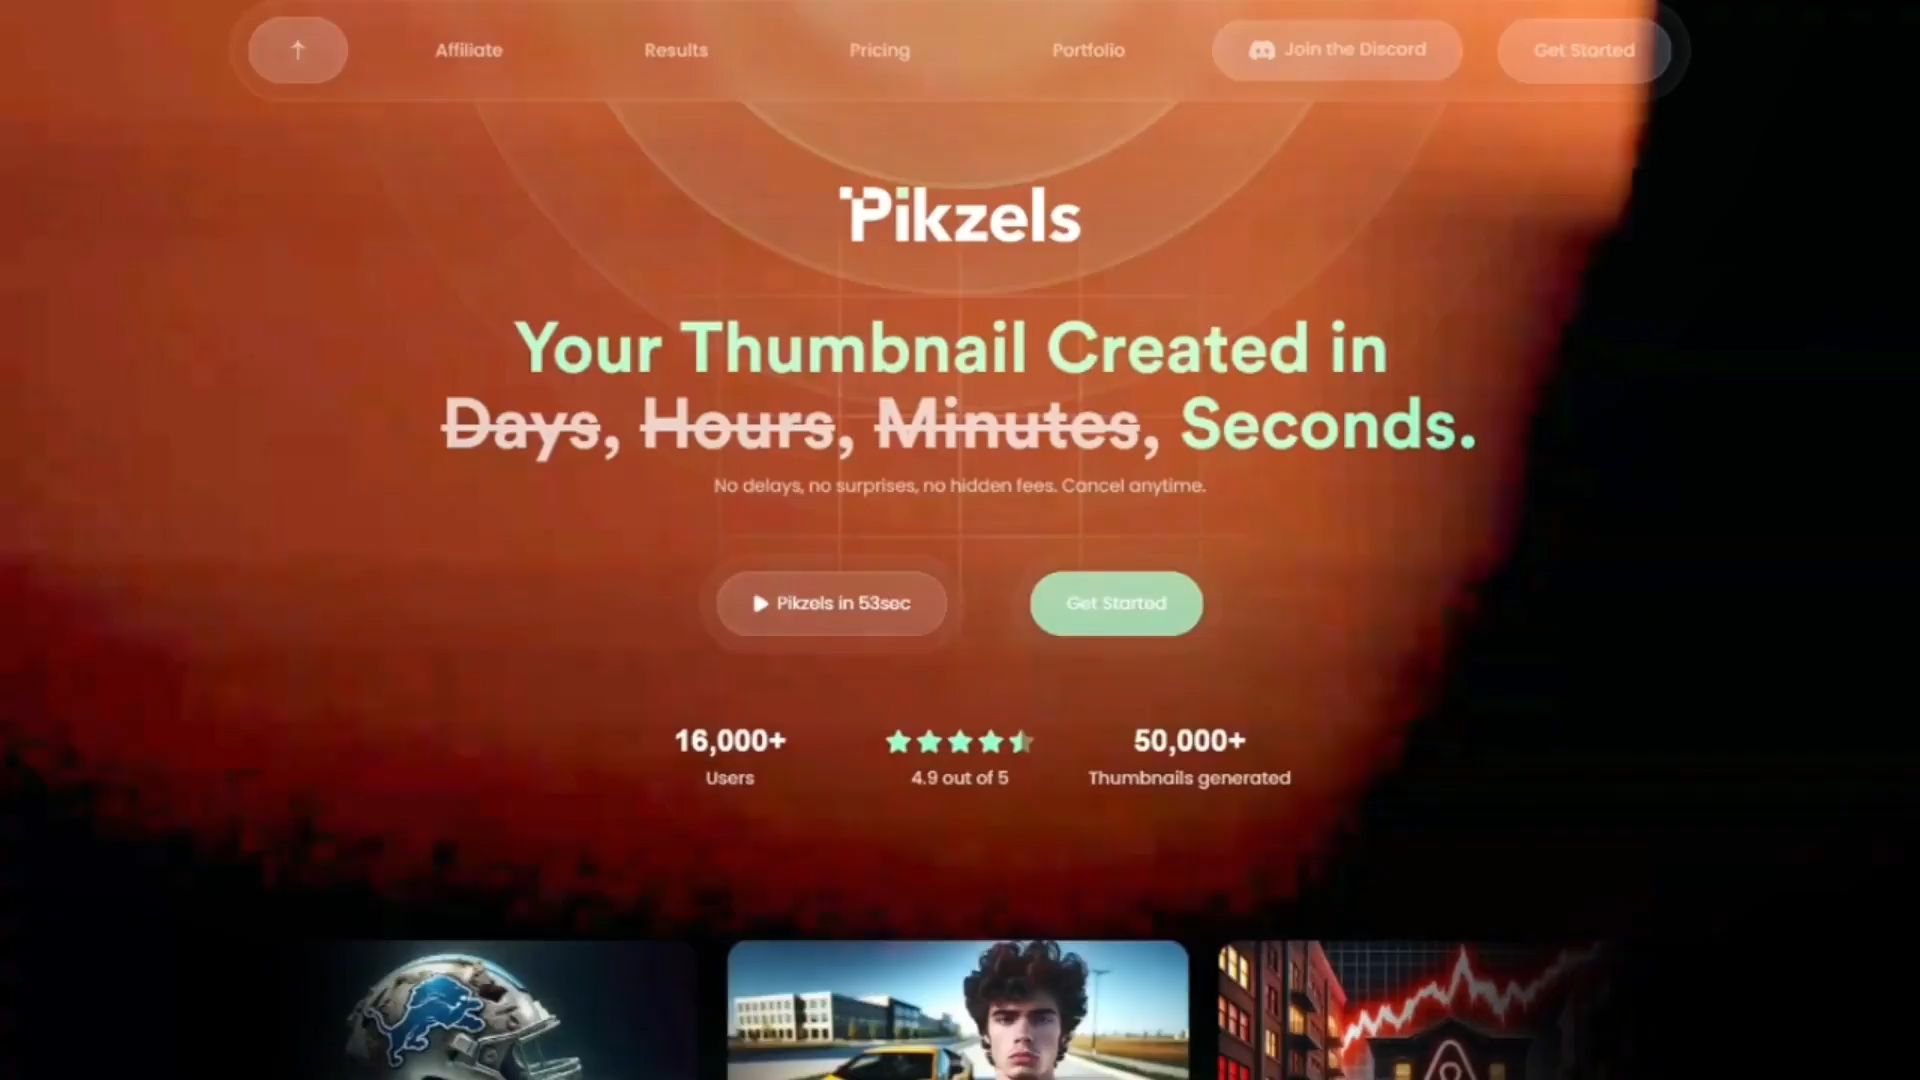 Affiliate
Results
Pricing
Portfolio
Join the Discord
Get Started
Pikzels
Your Thumbnail Created in
Days, Hours, Minutes, Seconds.
No delays, no surprises, no hidden fees. Cancel anytime.
Pikzels in 53sec
Get Started
16,000+
Users
4.9 out of 5
50,000+
Thumbnails generated